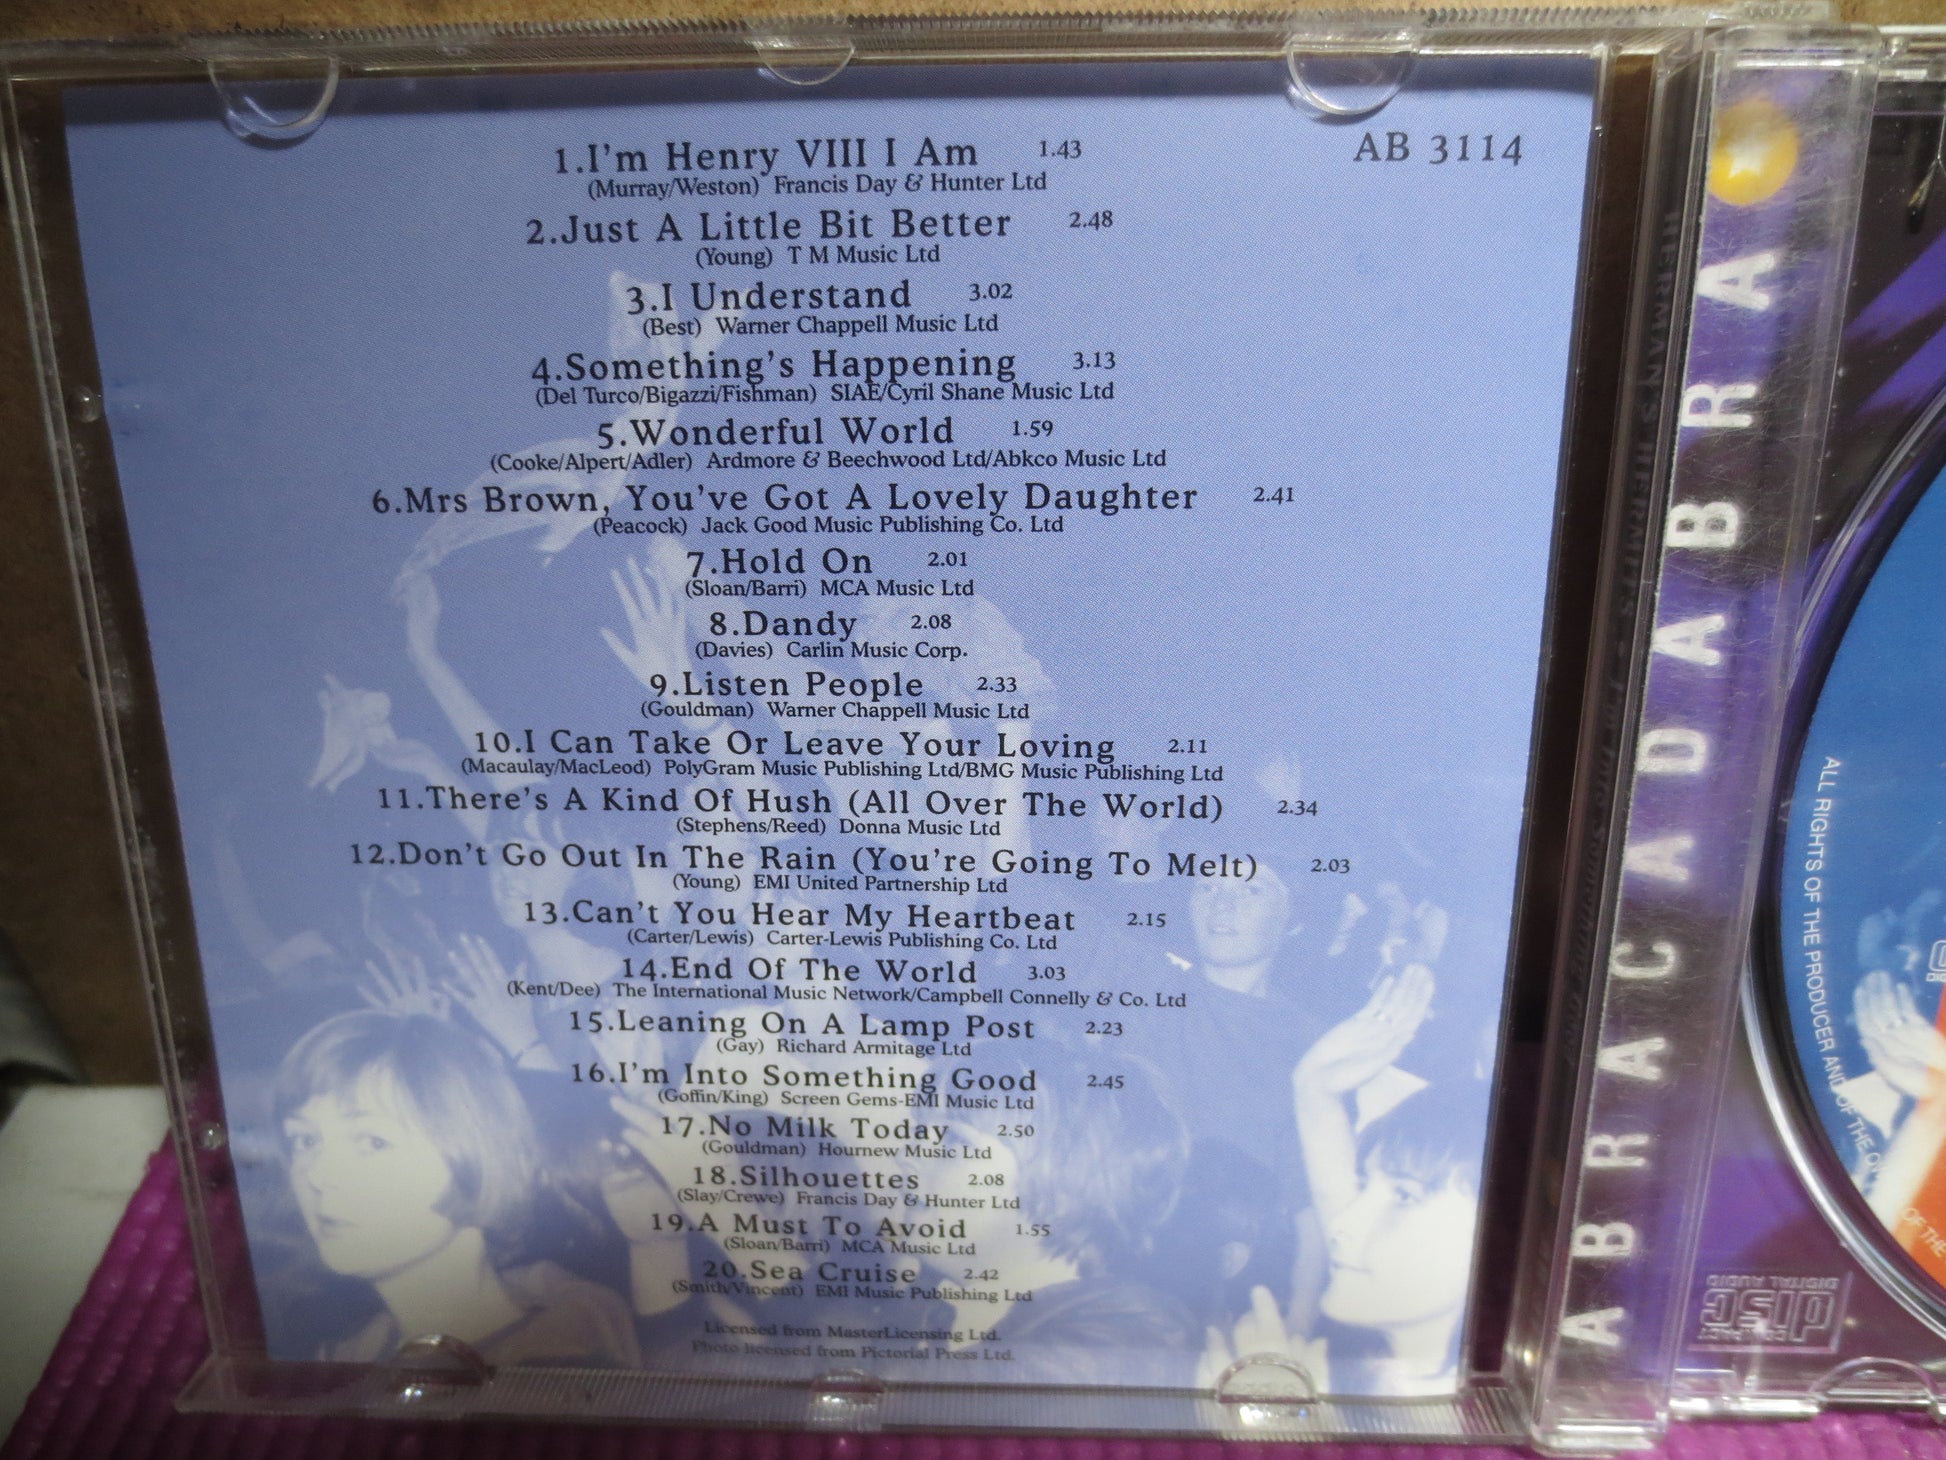 1.I'm Henry VIII I Am 1.43
AB 3114
(Murray/Weston) Francis Day & Hunter Ltd
2.Just A Little Bit Better 2.48
(Young) T M Music Ltd
3.I Understand 3.02
(Best) Warner Chappell Music Ltd
4.Something's Happening 3.13
(Del Turco/Bigazzi/Fishman) SIAE/Cyril Shane Music Ltd
5.Wonderful World 1.59
(Cooke/Alpert/Adler) Ardmore & Beechwood Ltd/Abkco Music Ltd
6.Mrs Brown, You've Got A Lovely Daughter 2.41
(Peacock) Jack Good Music Publishing Co. Ltd
7.Hold On 2.01
(Sloan/Barri) MCA Music Ltd
8.Dandy 2.08
(Davies) Carlin Music Corp.
9.Listen People 2.33
(Gouldman) Warner Chappell Music Ltd
10.I Can Take Or Leave Your Loving 2.11
(Macaulay/MacLeod) PolyGram Music Publishing Ltd/BMG Music Publishing Ltd
11.There's A Kind Of Hush (All Over The World) 2.34
(Stephens/Reed) Donna Music Ltd
12.Don't Go Out In The Rain (You're Going To Melt) 2.03
(Young) EMI United Partnership Ltd
13.Can't You Hear My Heartbeat 2.15
(Carter/Lewis) Carter-Lewis Publishing Co. Ltd
14.End Of The World 3.03
(Kent/Dee) The International Music Network/Campbell Connelly & Co. Ltd
15.Leaning On A Lamp Post 2.23
(Gay) Richard Armitage Ltd
16.I'm Into Something Good 2.45
(Goffin/King) Screen Gems-EMI Music Ltd
17.No Milk Today 2.50
(Gouldman) Hournew Music Ltd
18.Silhouettes 2.08
(Slay/Crewe) Francis Day & Hunter Ltd
19.A Must To Avoid 1.55
(Sloan/Barri) MCA Music Ltd
20.Sea Cruise 2.42
(Smith/Vincent) EMI Music Publishing Ltd
Licensed from MasterLicensing Ltd.
Photo licensed from Pictorial Press Ltd.
HERMAN'S HERMITS
ABRACADABRA
ALL RIGHTS OF THE PRODUCER AND OF THE
OF THE
COMPACT
disc
DIGITAL AUDIO